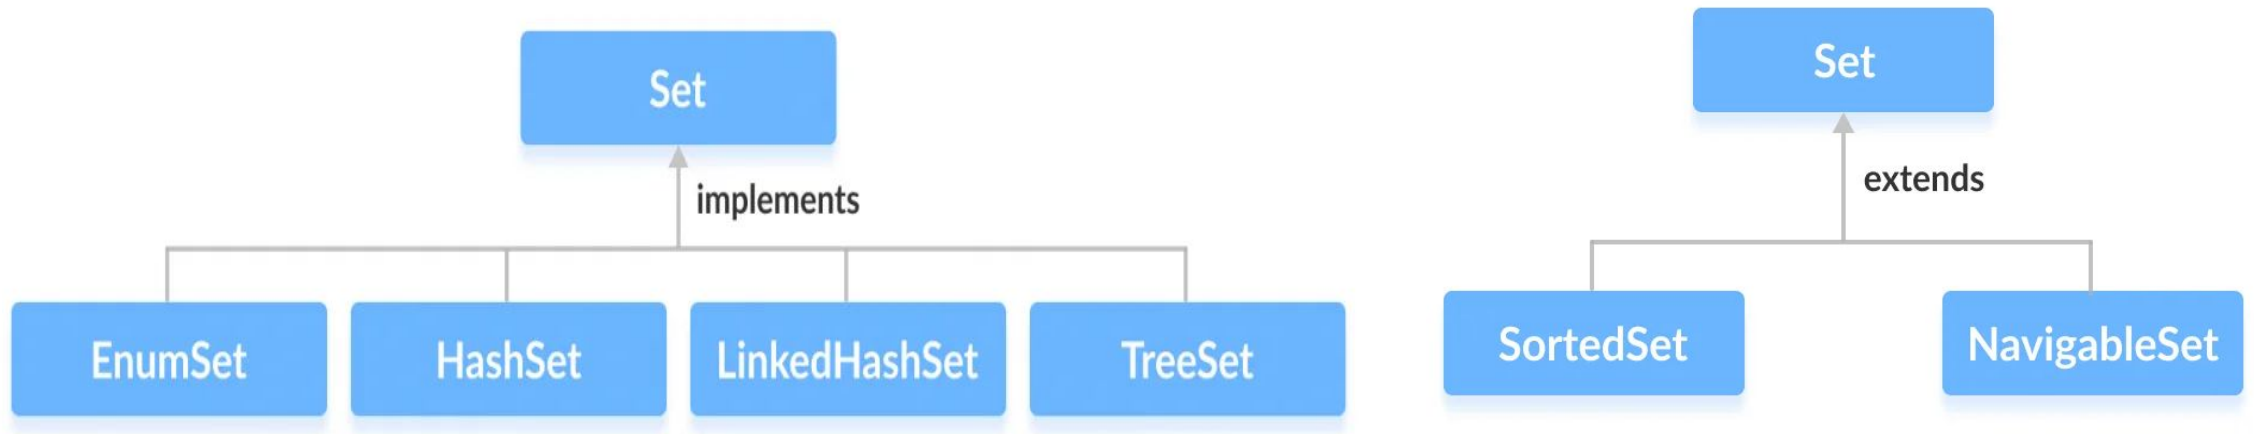 Set
implements
EnumSet
HashSet
LinkedHashSet
TreeSet
Set
extends
SortedSet
NavigableSet